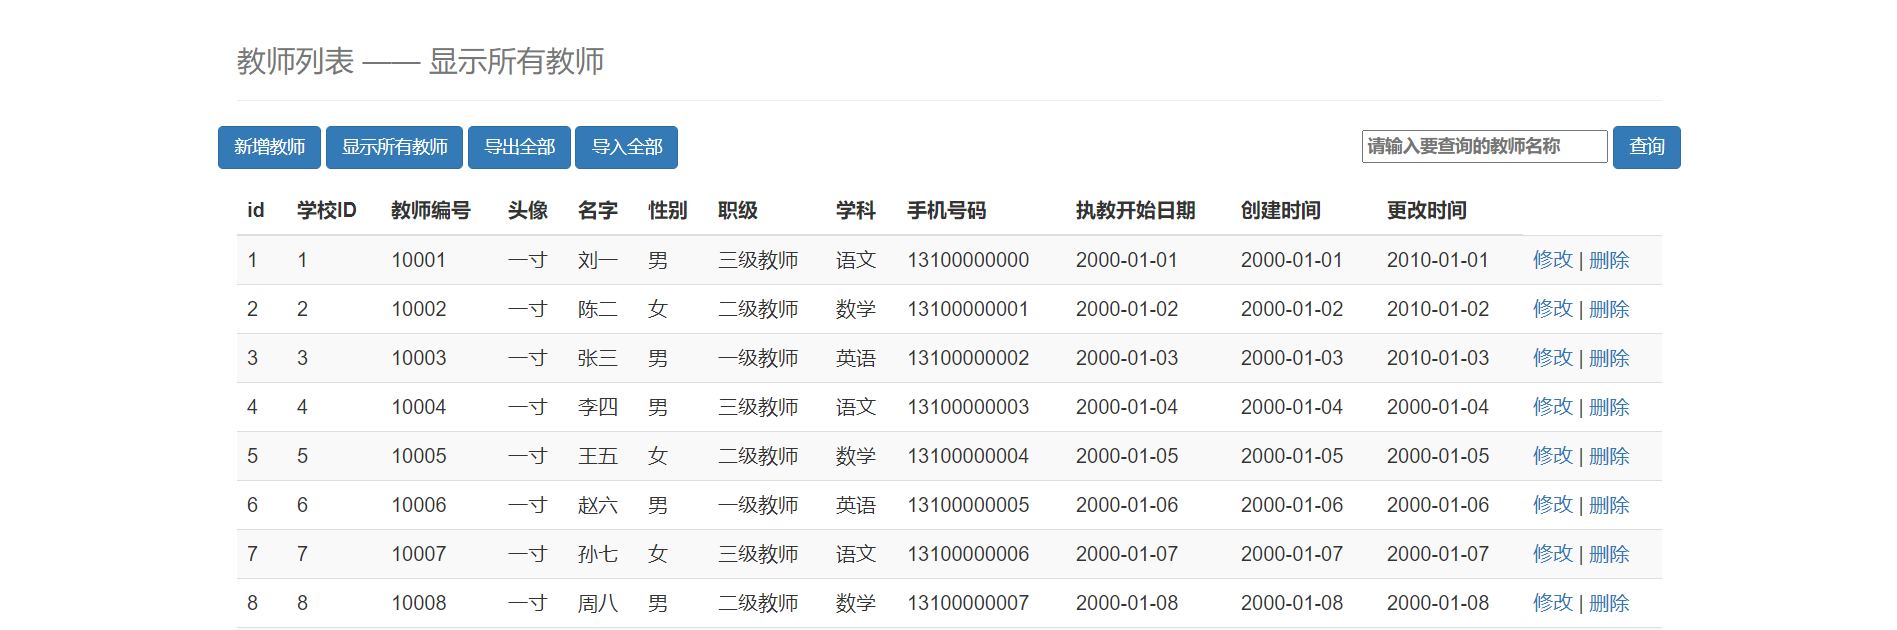 教师列表 —— 显示所有教师
新增教师 显示所有教师 导出全部 导入全部 请输入要查询的教师名称 查询
id 学校ID 教师编号 头像 名字 性别 职级 学科 手机号码 执教开始日期 创建时间 更改时间
1 1 10001 一寸 刘一 男 三级教师 语文 13100000000 2000-01-01 2000-01-01 2010-01-01 修改 | 删除
2 2 10002 一寸 陈二 女 二级教师 数学 13100000001 2000-01-02 2000-01-02 2010-01-02 修改 | 删除
3 3 10003 一寸 张三 男 一级教师 英语 13100000002 2000-01-03 2000-01-03 2010-01-03 修改 | 删除
4 4 10004 一寸 李四 男 三级教师 语文 13100000003 2000-01-04 2000-01-04 2000-01-04 修改 | 删除
5 5 10005 一寸 王五 女 二级教师 数学 13100000004 2000-01-05 2000-01-05 2000-01-05 修改 | 删除
6 6 10006 一寸 赵六 男 一级教师 英语 13100000005 2000-01-06 2000-01-06 2000-01-06 修改 | 删除
7 7 10007 一寸 孙七 女 三级教师 语文 13100000006 2000-01-07 2000-01-07 2000-01-07 修改 | 删除
8 8 10008 一寸 周八 男 二级教师 数学 13100000007 2000-01-08 2000-01-08 2000-01-08 修改 | 删除